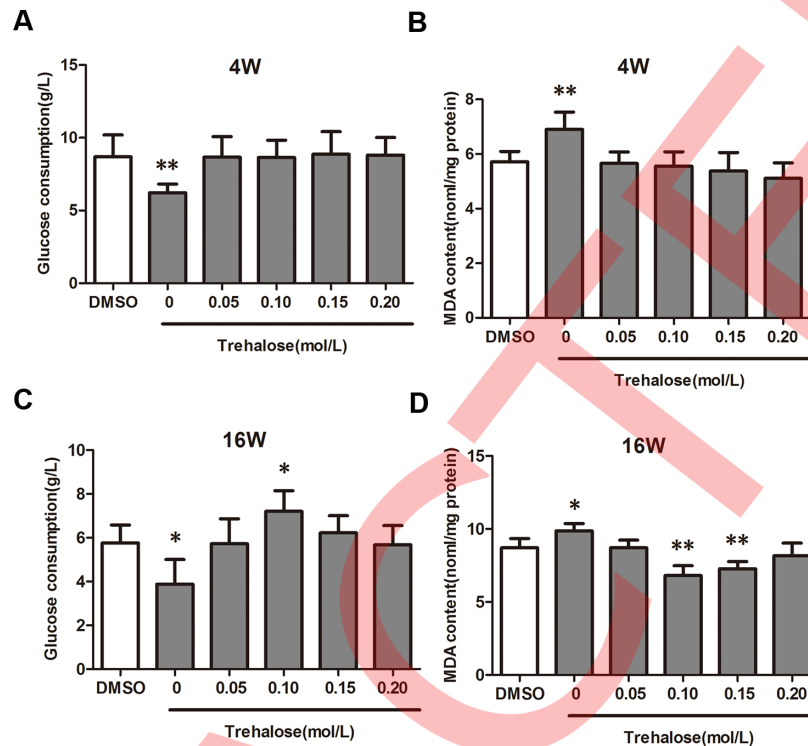 A
4W
Glucose consumption(g/L)
15
10
5
0
**
DMSO 0 0.05 0.10 0.15 0.20
Trehalose(mol/L)
B
4W
MDA content(noml/mg protein)
8
6
4
2
0
**
DMSO 0 0.05 0.10 0.15 0.20
Trehalose(mol/L)
C
16W
Glucose consumption(g/L)
10
8
6
4
2
0
* *
DMSO 0 0.05 0.10 0.15 0.20
Trehalose(mol/L)
D
16W
MDA content(noml/mg protein)
15
10
5
0
* ** **
DMSO 0 0.05 0.10 0.15 0.20
Trehalose(mol/L)